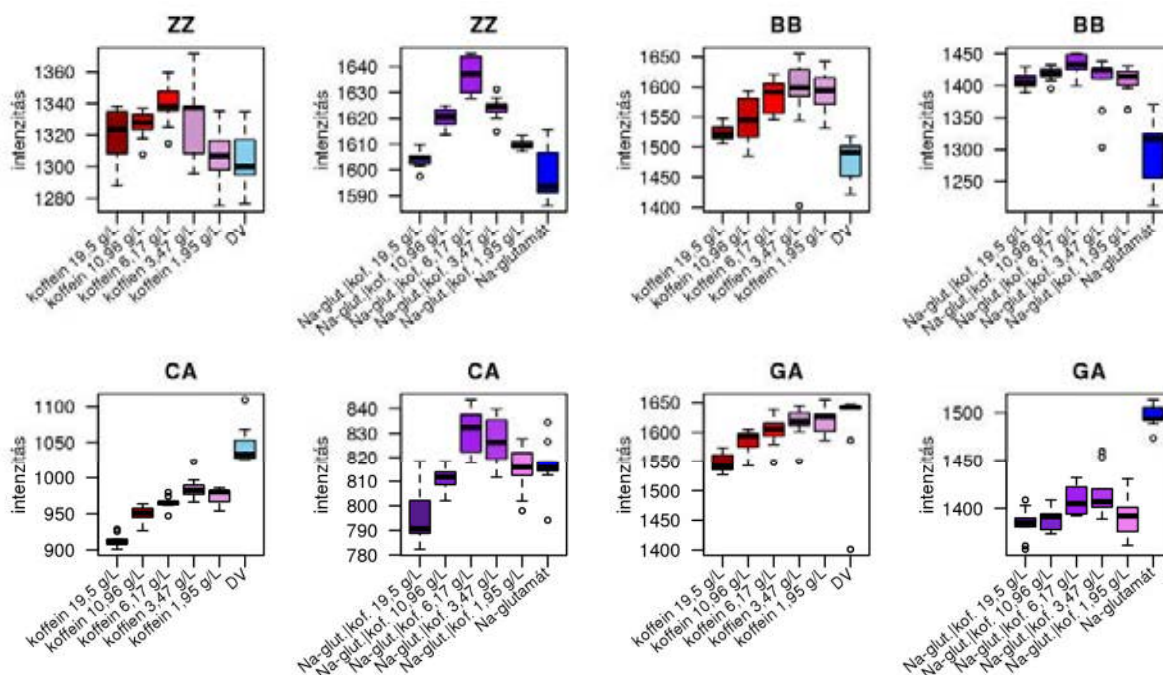 ZZ
intenzitás
1360
1340
1320
1300
1280
koffein 19,5 g/L
koffein 10,96 g/L
koffein 6,17 g/L
koffien 3,47 g/L
koffein 1,95 g/L
DV
ZZ
intenzitás
1640
1630
1620
1610
1600
1590
Na-glut.|kof. 19,5 g/L
Na-glut.|kof. 10,96 g/L
Na-glut.|kof. 6,17 g/L
Na-glut.|kof. 3,47 g/L
Na-glut.|kof. 1,95 g/L
Na-glutamát
BB
intenzitás
1650
1600
1550
1500
1450
1400
koffein 19,5 g/L
koffein 10,96 g/L
koffein 6,17 g/L
koffien 3,47 g/L
koffein 1,95 g/L
DV
BB
intenzitás
1450
1400
1350
1300
1250
Na-glut.|kof. 19,5 g/L
Na-glut.|kof. 10,96 g/L
Na-glut.|kof. 6,17 g/L
Na-glut.|kof. 3,47 g/L
Na-glut.|kof. 1,95 g/L
Na-glutamát
CA
intenzitás
1100
1050
1000
950
900
koffein 19,5 g/L
koffein 10,96 g/L
koffein 6,17 g/L
koffien 3,47 g/L
koffein 1,95 g/L
DV
CA
intenzitás
840
830
820
810
800
790
780
Na-glut.|kof. 19,5 g/L
Na-glut.|kof. 10,96 g/L
Na-glut.|kof. 6,17 g/L
Na-glut.|kof. 3,47 g/L
Na-glut.|kof. 1,95 g/L
Na-glutamát
GA
intenzitás
1650
1600
1550
1500
1450
1400
koffein 19,5 g/L
koffein 10,96 g/L
koffein 6,17 g/L
koffien 3,47 g/L
koffein 1,95 g/L
DV
GA
intenzitás
1500
1450
1400
Na-glut.|kof. 19,5 g/L
Na-glut.|kof. 10,96 g/L
Na-glut.|kof. 6,17 g/L
Na-glut.|kof. 3,47 g/L
Na-glut.|kof. 1,95 g/L
Na-glutamát